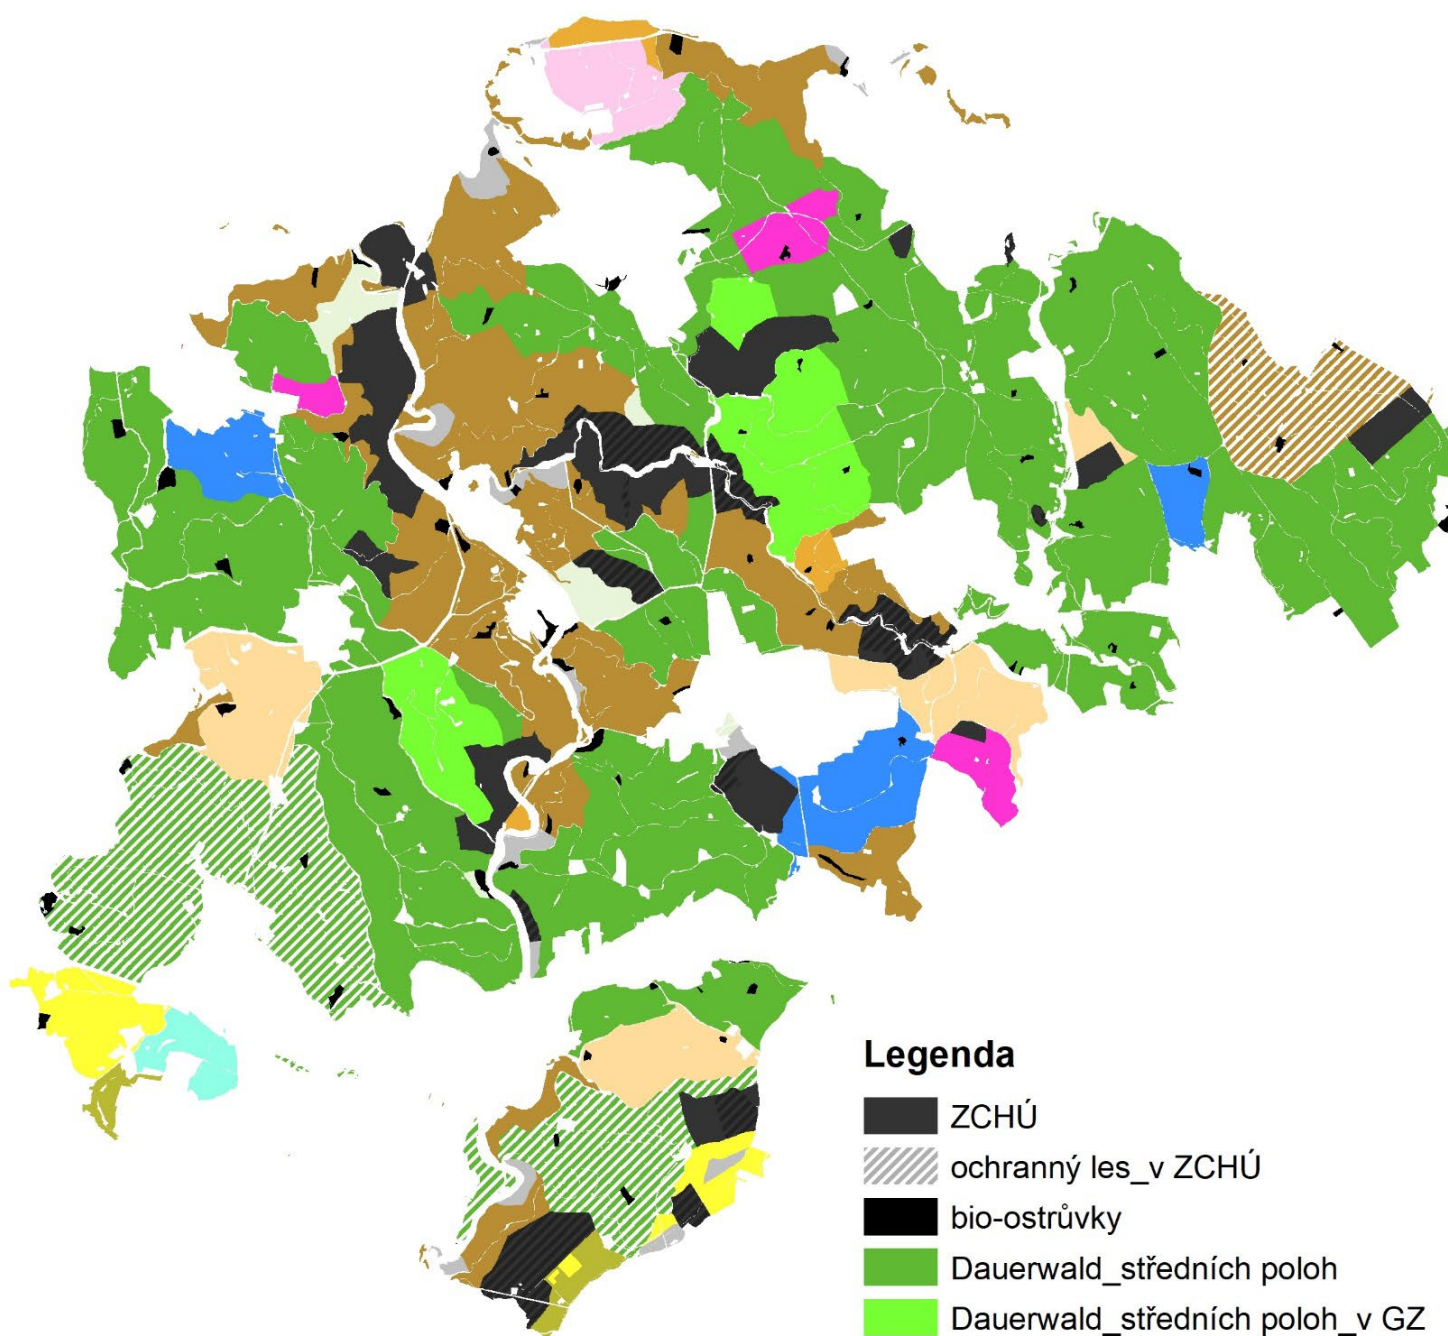 Legenda
ZCHÚ
ochranný les_v ZCHÚ
bio-ostrůvky
Dauerwald_středních poloh
Dauerwald_středních poloh_v GZ